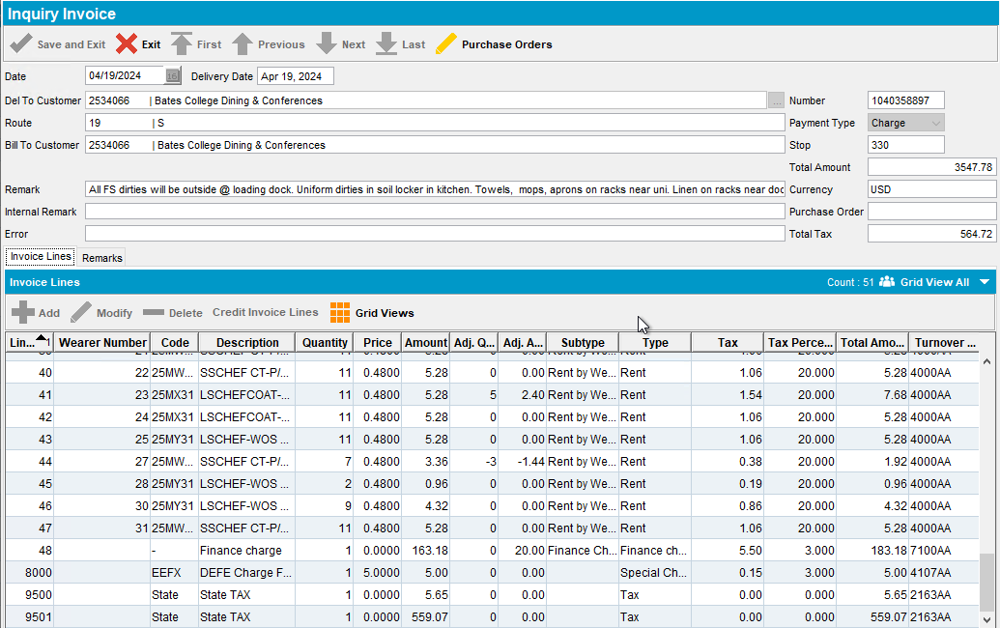 Inquiry Invoice
Save and Exit Exit First Previous Next Last Purchase Orders
Date 04/19/2024 16 Delivery Date Apr 19, 2024
Del To Customer 2534066 | Bates College Dining & Conferences ... Number 1040358897
Route 19 | S Payment Type Charge
Bill To Customer 2534066 | Bates College Dining & Conferences Stop 330
Total Amount 3547.78
Remark All FS dirties will be outside @ loading dock. Uniform dirties in soil locker in kitchen. Towels, mops, aprons on racks near uni. Linen on racks near doc Currency USD
Internal Remark Purchase Order
Error Total Tax 564.72
Invoice Lines Remarks
Invoice Lines Count : 51 Grid View All
Add Modify Delete Credit Invoice Lines Grid Views
Lin... 1 Wearer Number Code Description Quantity Price Amount Adj. Q... Adj. A... Subtype Type Tax Tax Perce... Total Amo... Turnover ...
40 22 25MW... SSCHEF CT-P/... 11 0.4800 5.28 0 0.00 Rent by We... Rent 1.06 20.000 5.28 4000AA
41 23 25MX31 LSCHEFCOAT-... 11 0.4800 5.28 5 2.40 Rent by We... Rent 1.54 20.000 7.68 4000AA
42 24 25MX31 LSCHEFCOAT-... 11 0.4800 5.28 0 0.00 Rent by We... Rent 1.06 20.000 5.28 4000AA
43 25 25MY31 LSCHEF-WOS ... 11 0.4800 5.28 0 0.00 Rent by We... Rent 1.06 20.000 5.28 4000AA
44 27 25MW... SSCHEF CT-P/... 7 0.4800 3.36 -3 -1.44 Rent by We... Rent 0.38 20.000 1.92 4000AA
45 28 25MY31 LSCHEF-WOS ... 2 0.4800 0.96 0 0.00 Rent by We... Rent 0.19 20.000 0.96 4000AA
46 30 25MY31 LSCHEF-WOS ... 9 0.4800 4.32 0 0.00 Rent by We... Rent 0.86 20.000 4.32 4000AA
47 31 25MW... SSCHEF CT-P/... 11 0.4800 5.28 0 0.00 Rent by We... Rent 1.06 20.000 5.28 4000AA
48 - Finance charge 1 0.0000 163.18 0 20.00 Finance Ch... Finance ch... 5.50 3.000 183.18 7100AA
8000 EEFX DEFE Charge F... 1 5.0000 5.00 0 0.00 Special Ch... 0.15 3.000 5.00 4107AA
9500 State State TAX 1 0.0000 5.65 0 0.00 Tax 0.00 0.000 5.65 2163AA
9501 State State TAX 1 0.0000 559.07 0 0.00 Tax 0.00 0.000 559.07 2163AA